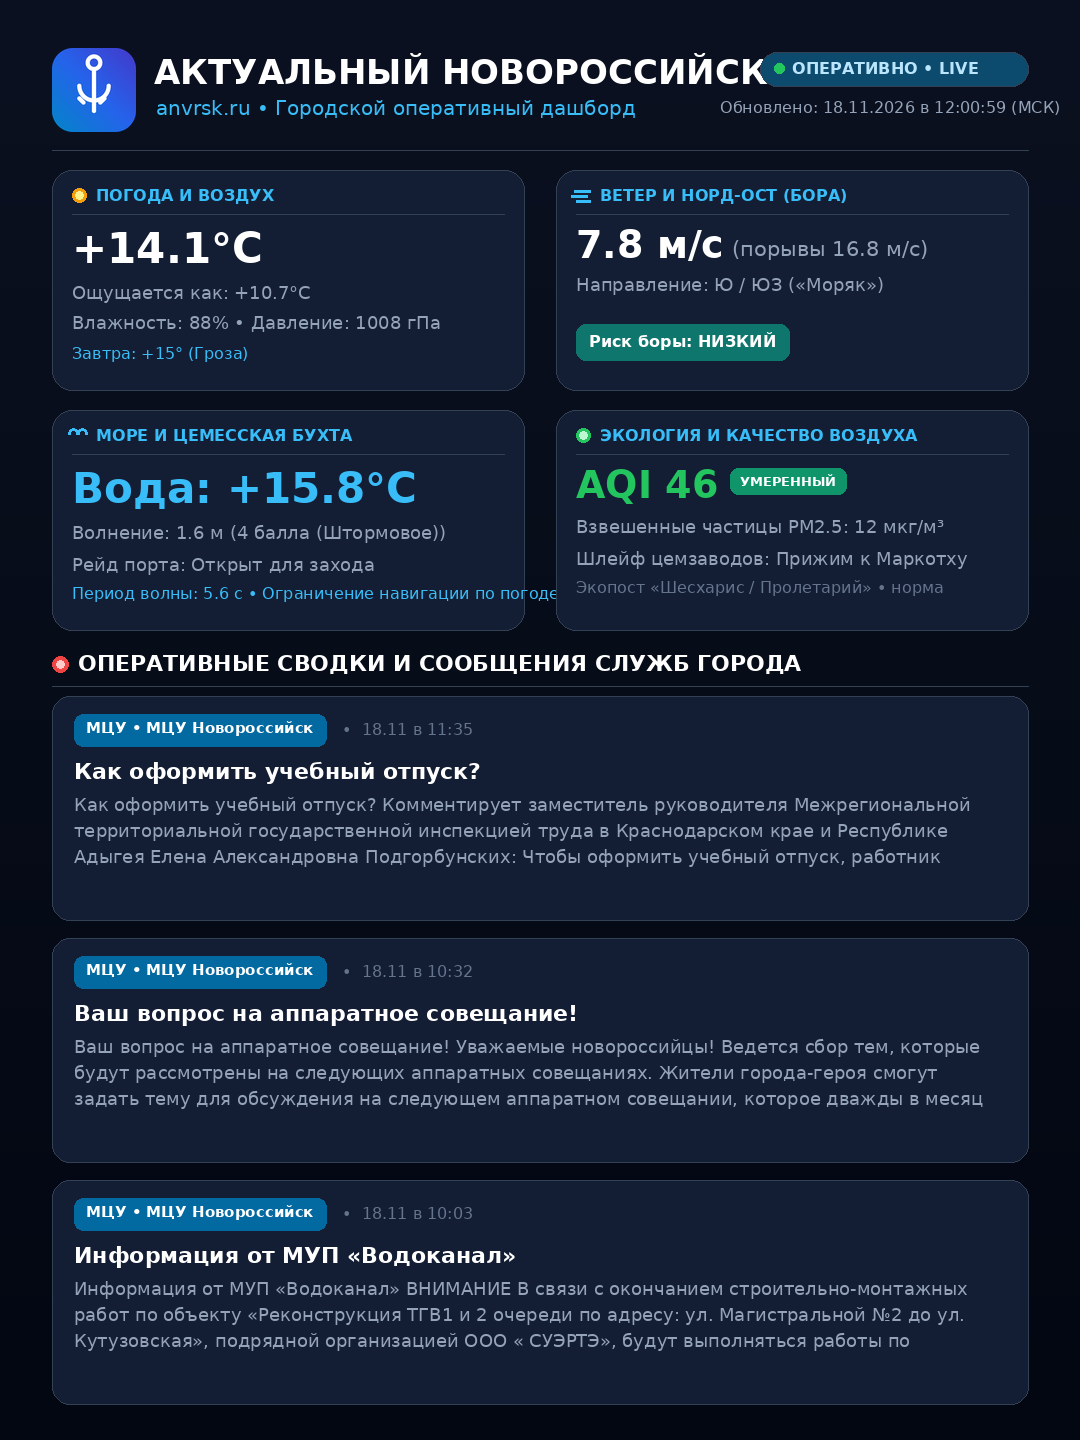 АКТУАЛЬНЫЙ НОВОРОССИЙСК
ОПЕРАТИВНО • LIVE
anvrsk.ru • Городской оперативный дашборд
Обновлено: 18.11.2026 в 12:00:59 (МСК)
ПОГОДА И ВОЗДУХ
+14.1°C
Ощущается как: +10.7°C
Влажность: 88% • Давление: 1008 гПа
Завтра: +15° (Гроза)
ВЕТЕР И НОРД-ОСТ (БОРА)
7.8 м/с (порывы 16.8 м/с)
Направление: Ю / ЮЗ («Моряк»)
Риск боры: НИЗКИЙ
МОРЕ И ЦЕМЕССКАЯ БУХТА
Вода: +15.8°C
Волнение: 1.6 м (4 балла (Штормовое))
Рейд порта: Открыт для захода
Период волны: 5.6 с • Ограничение навигации по погоде
ЭКОЛОГИЯ И КАЧЕСТВО ВОЗДУХА
AQI 46 УМЕРЕННЫЙ
Взвешенные частицы PM2.5: 12 мкг/м³
Шлейф цемзаводов: Прижим к Маркотху
Экопост «Шесхарис / Пролетарий» • норма
ОПЕРАТИВНЫЕ СВОДКИ И СООБЩЕНИЯ СЛУЖБ ГОРОДА
МЦУ • МЦУ Новороссийск • 18.11 в 11:35
Как оформить учебный отпуск?
Как оформить учебный отпуск? Комментирует заместитель руководителя Межрегиональной
территориальной государственной инспекцией труда в Краснодарском крае и Республике
Адыгея Елена Александровна Подгорбунских: Чтобы оформить учебный отпуск, работник
МЦУ • МЦУ Новороссийск • 18.11 в 10:32
Ваш вопрос на аппаратное совещание!
Ваш вопрос на аппаратное совещание! Уважаемые новороссийцы! Ведется сбор тем, которые
будут рассмотрены на следующих аппаратных совещаниях. Жители города-героя смогут
задать тему для обсуждения на следующем аппаратном совещании, которое дважды в месяц
МЦУ • МЦУ Новороссийск • 18.11 в 10:03
Информация от МУП «Водоканал»
Информация от МУП «Водоканал» ВНИМАНИЕ В связи с окончанием строительно-монтажных
работ по объекту «Реконструкция ТГВ1 и 2 очереди по адресу: ул. Магистральной №2 до ул.
Кутузовская», подрядной организацией ООО « СУЭРТЭ», будут выполняться работы по